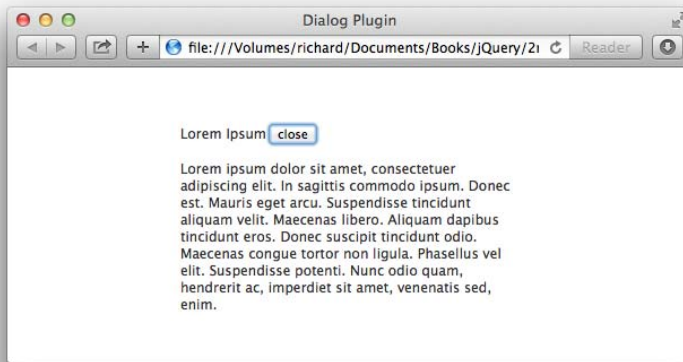 Dialog Plugin
file:///Volumes/richard/Documents/Books/jQuery/2 Reader
Lorem Ipsum close
Lorem ipsum dolor sit amet, consectetuer
adipiscing elit. In sagittis commodo ipsum. Donec
est. Mauris eget arcu. Suspendisse tincidunt
aliquam velit. Maecenas libero. Aliquam dapibus
tincidunt eros. Donec suscipit tincidunt odio.
Maecenas congue tortor non ligula. Phasellus vel
elit. Suspendisse potenti. Nunc odio quam,
hendrerit ac, imperdiet sit amet, venenatis sed,
enim.